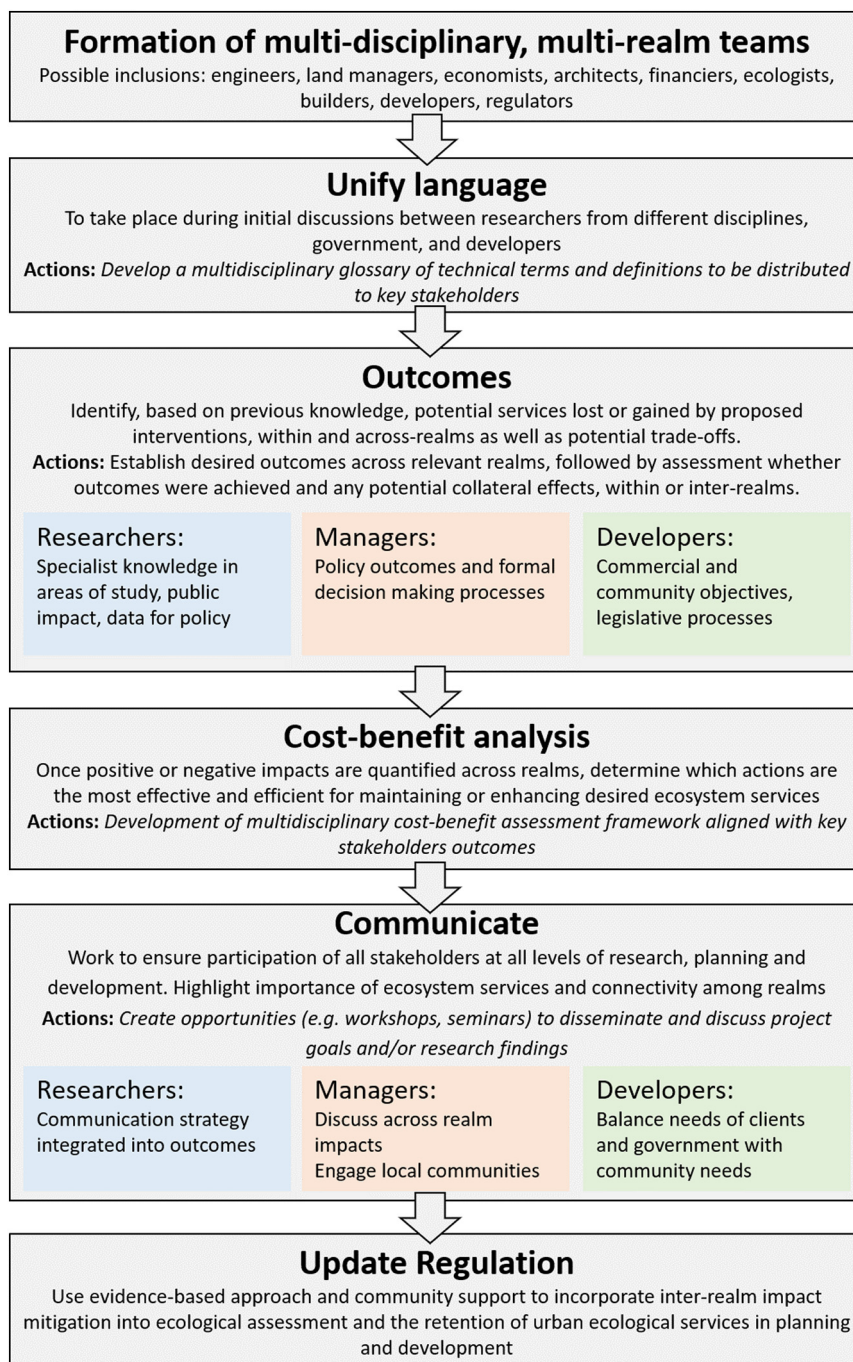 Formation of multi-disciplinary, multi-realm teams
Possible inclusions: engineers, land managers, economists, architects, financiers, ecologists,
builders, developers, regulators
Unify language
To take place during initial discussions between researchers from different disciplines,
government, and developers
Actions: Develop a multidisciplinary glossary of technical terms and definitions to be distributed
to key stakeholders
Outcomes
Identify, based on previous knowledge, potential services lost or gained by proposed
interventions, within and across-realms as well as potential trade-offs.
Actions: Establish desired outcomes across relevant realms, followed by assessment whether
outcomes were achieved and any potential collateral effects, within or inter-realms.
Researchers:
Specialist knowledge in
areas of study, public
impact, data for policy
Managers:
Policy outcomes and formal
decision making processes
Developers:
Commercial and
community objectives,
legislative processes
Cost-benefit analysis
Once positive or negative impacts are quantified across realms, determine which actions are
the most effective and efficient for maintaining or enhancing desired ecosystem services
Actions: Development of multidisciplinary cost-benefit assessment framework aligned with key
stakeholders outcomes
Communicate
Work to ensure participation of all stakeholders at all levels of research, planning and
development. Highlight importance of ecosystem services and connectivity among realms
Actions: Create opportunities (e.g. workshops, seminars) to disseminate and discuss project
goals and/or research findings
Researchers:
Communication strategy
integrated into outcomes
Managers:
Discuss across realm
impacts
Engage local communities
Developers:
Balance needs of clients
and government with
community needs
Update Regulation
Use evidence-based approach and community support to incorporate inter-realm impact
mitigation into ecological assessment and the retention of urban ecological services in planning
and development